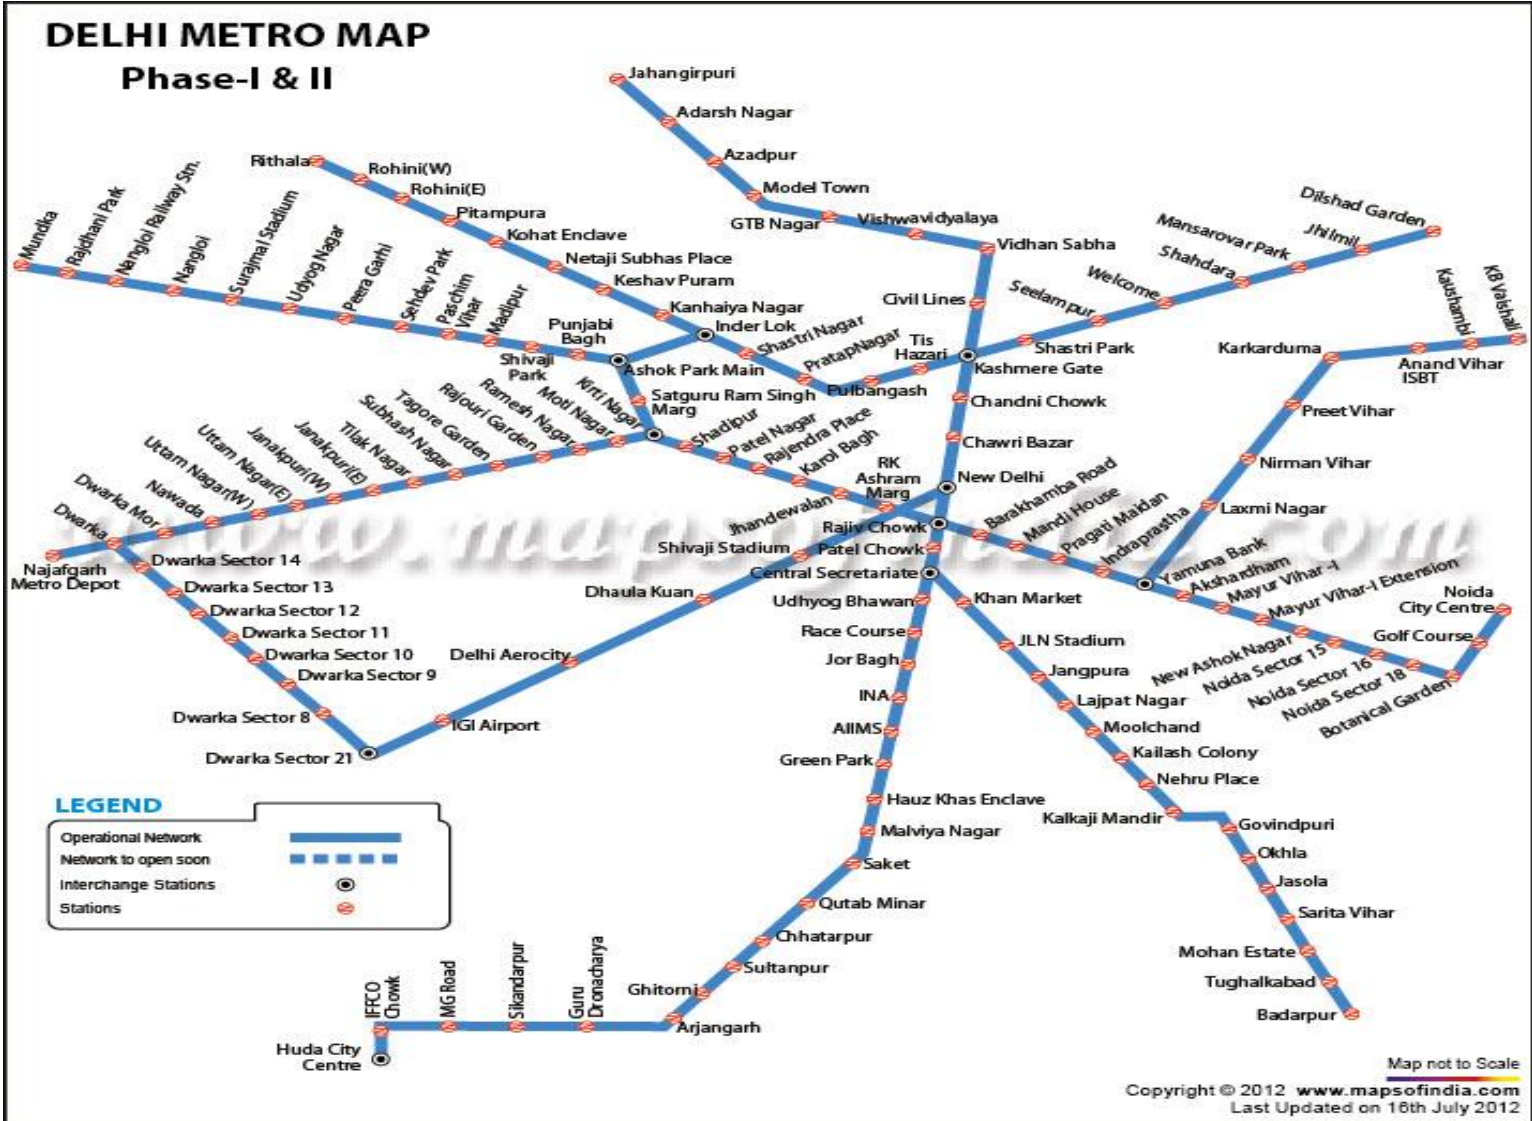 DELHI METRO MAP
Phase-I & II
Jahangirpuri
Adarsh Nagar
Azadpur
Model Town
GTB Nagar
Vishwavidyalaya
Vidhan Sabha
Civil Lines
Rithala
Rohini(W)
Rohini(E)
Pitampura
Kohat Enclave
Netaji Subhas Place
Keshav Puram
Kanhaiya Nagar
Inder Lok
Shastri Nagar
PratapNagar
Pulbangash
Tis
Hazari
Kashmere Gate
Shastri Park
Seelampur
Welcome
Shahdara
Mansarovar Park
Jhilmil
Dilshad Garden
Mundka
Rajdhani Park
Nangloi Railway Stn.
Nangloi
Surajmal Stadium
Udyog Nagar
Peera Garhi
Sehdev Park
Paschim
Vihar
Madipur
Shivaji
Park
Punjabi
Bagh
Ashok Park Main
Satguru Ram Singh
Marg
Kirti Nagar
Moti Nagar
Ramesh Nagar
Rajouri Garden
Tagore Garden
Subhash Nagar
Tilak Nagar
Janakpuri(E)
Janakpuri(W)
Uttam Nagar(E)
Uttam Nagar(W)
Nawada
Dwarka Mor
Dwarka
Najafgarh
Metro Depot
Dwarka Sector 14
Dwarka Sector 13
Dwarka Sector 12
Dwarka Sector 11
Dwarka Sector 10
Dwarka Sector 9
Dwarka Sector 8
Dwarka Sector 21
IGI Airport
Delhi Aerocity
Dhaula Kuan
Shivaji Stadium
Shadipur
Patel Nagar
Rajendra Place
Karol Bagh
Jhandewalan
RK
Ashram
Marg
Chandni Chowk
Chawri Bazar
New Delhi
Rajiv Chowk
Patel Chowk
Central Secretariate
Barakhamba Road
Mandi House
Pragati Maidan
Indraprastha
Yamuna Bank
Akshardham
Mayur Vihar -I
Mayur Vihar-I Extension
New Ashok Nagar
Noida Sector 15
Noida Sector 16
Noida Sector 18
Botanical Garden
Golf Course
Noida
City Centre
Laxmi Nagar
Nirman Vihar
Preet Vihar
Karkarduma
Anand Vihar
ISBT
Kaushambi
KB Vaishali
Udhyog Bhawan
Race Course
Jor Bagh
INA
AIIMS
Green Park
Hauz Khas Enclave
Malviya Nagar
Saket
Qutab Minar
Chhatarpur
Sultanpur
Ghitorni
Arjangarh
Guru
Dronacharya
Sikandarpur
MG Road
IFFCO
Chowk
Huda City
Centre
Khan Market
JLN Stadium
Jangpura
Lajpat Nagar
Moolchand
Kailash Colony
Nehru Place
Kalkaji Mandir
Govindpuri
Okhla
Jasola
Sarita Vihar
Mohan Estate
Tughalkabad
Badarpur
www.mapsofindia.com
LEGEND
Operational Network
Network to open soon
Interchange Stations
Stations
Map not to Scale
Copyright © 2012 www.mapsofindia.com
Last Updated on 16th July 2012